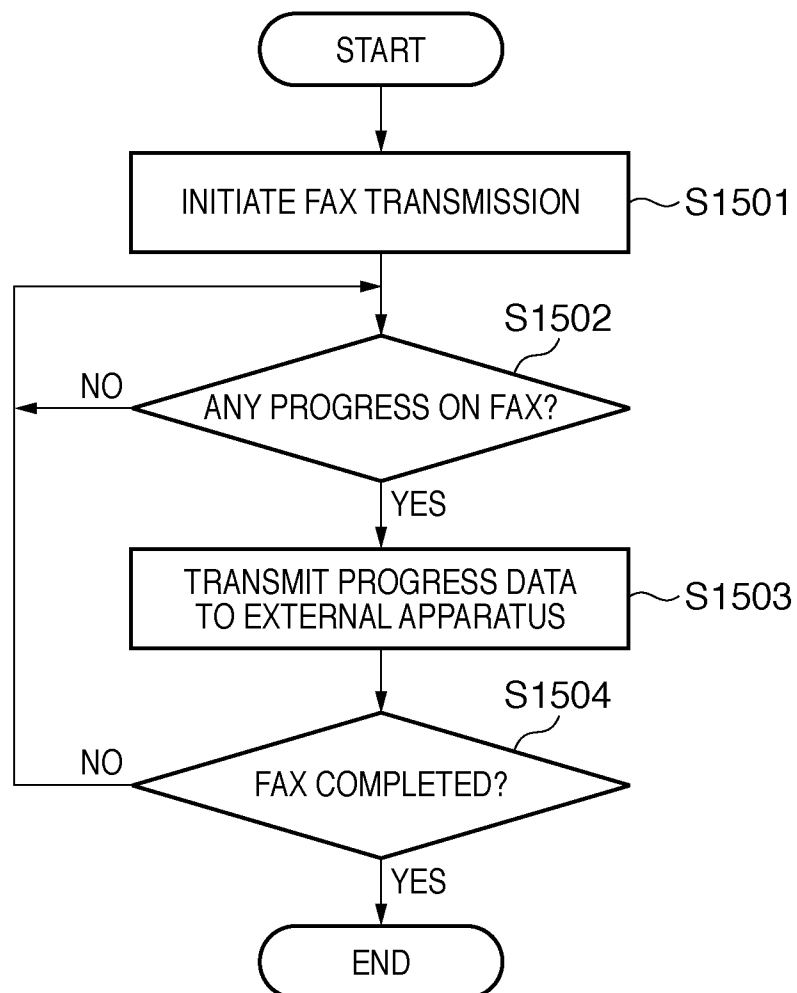 START
INITIATE FAX TRANSMISSION
S1501
S1502
NO
ANY PROGRESS ON FAX?
YES
TRANSMIT PROGRESS DATA
TO EXTERNAL APPARATUS
S1503
S1504
NO
FAX COMPLETED?
YES
END